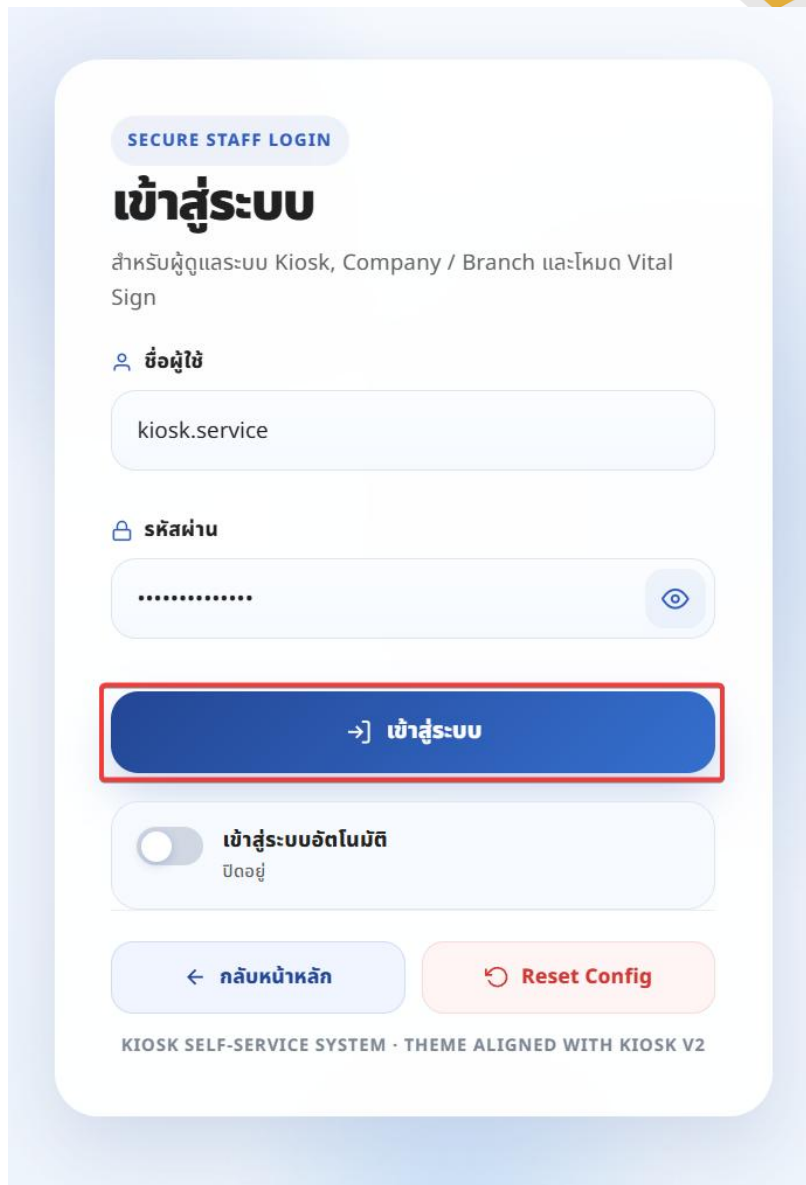 SECURE STAFF LOGIN
เข้าสู่ระบบ
สำหรับผู้ดูแลระบบ Kiosk, Company / Branch และโหมด Vital
Sign
ชื่อผู้ใช้
kiosk.service
รหัสผ่าน
••••••••••••••
เข้าสู่ระบบ
เข้าสู่ระบบอัตโนมัติ
ปิดอยู่
กลับหน้าหลัก
Reset Config
KIOSK SELF-SERVICE SYSTEM · THEME ALIGNED WITH KIOSK V2